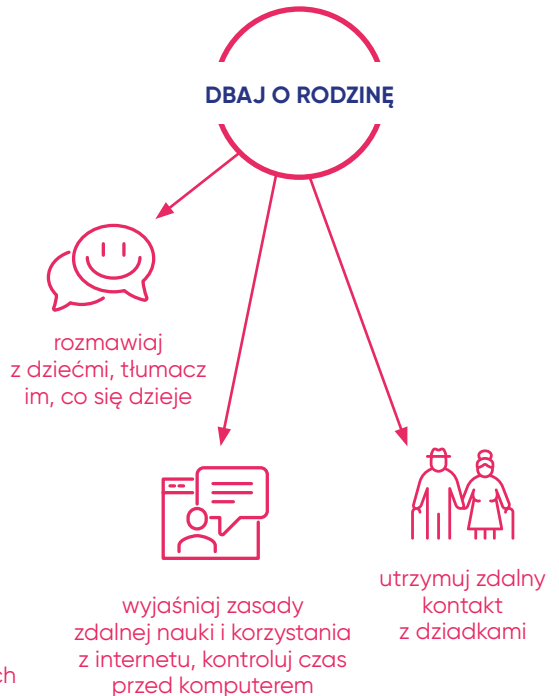 DBAJ O RODZINĘ
rozmawiaj
z dziećmi, tłumacz
im, co się dzieje
wyjaśniaj zasady
zdalnej nauki i korzystania
z internetu, kontroluj czas
przed komputerem
utrzymuj zdalny
kontakt
z dziadkami